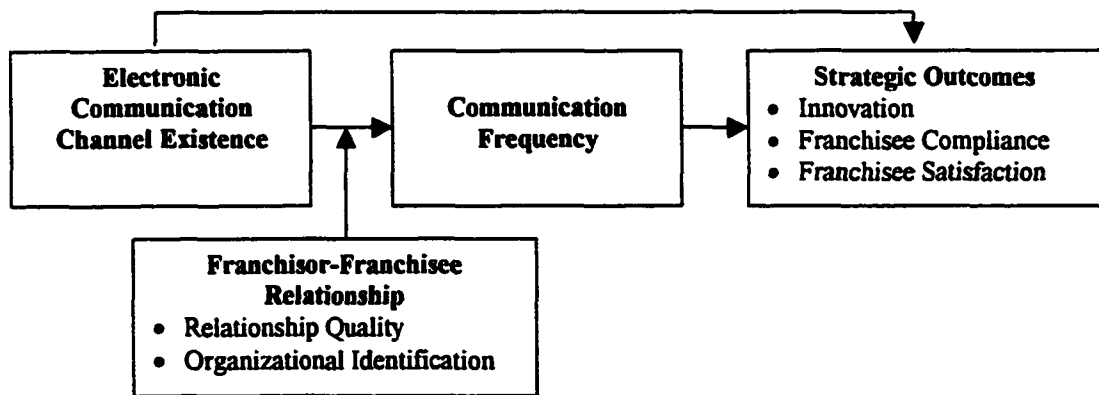 Electronic
Communication
Channel Existence
Communication
Frequency
Strategic Outcomes
• Innovation
• Franchisee Compliance
• Franchisee Satisfaction
Franchisor-Franchisee
Relationship
• Relationship Quality
• Organizational Identification